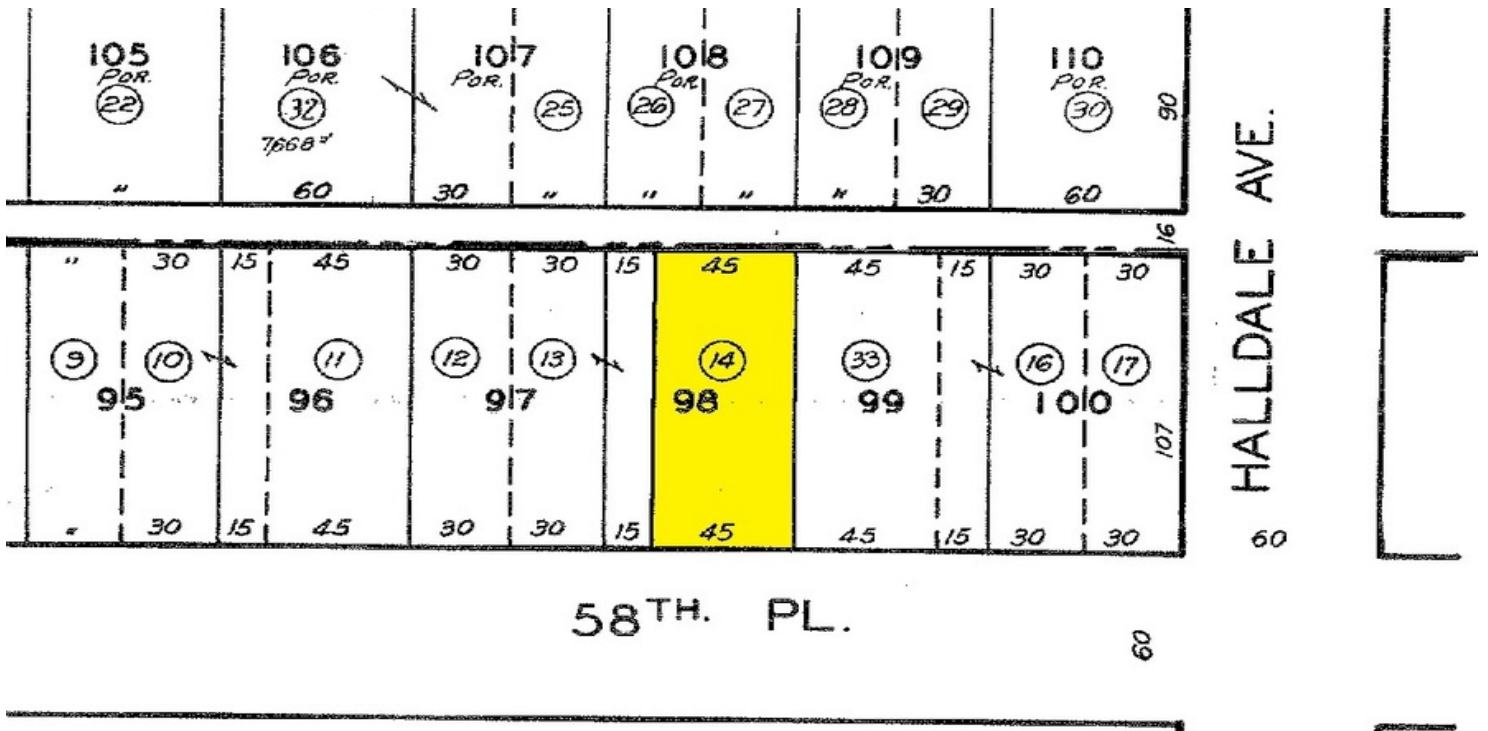 105 106 107 108 109 110
POR. POR. POR. POR. POR. POR.
22 32 25 26 27 28 29 30
7,668
" 60 30 " " " " 30 60
90
HALLDALE AVE.
16
" 30 15 45 30 30 15 45 45 15 30 30
9 10 11 12 13 14 33 16 17
95 96 97 98 99 100
107
" 30 15 45 30 30 15 45 45 15 30 30
60
58TH. PL.
60